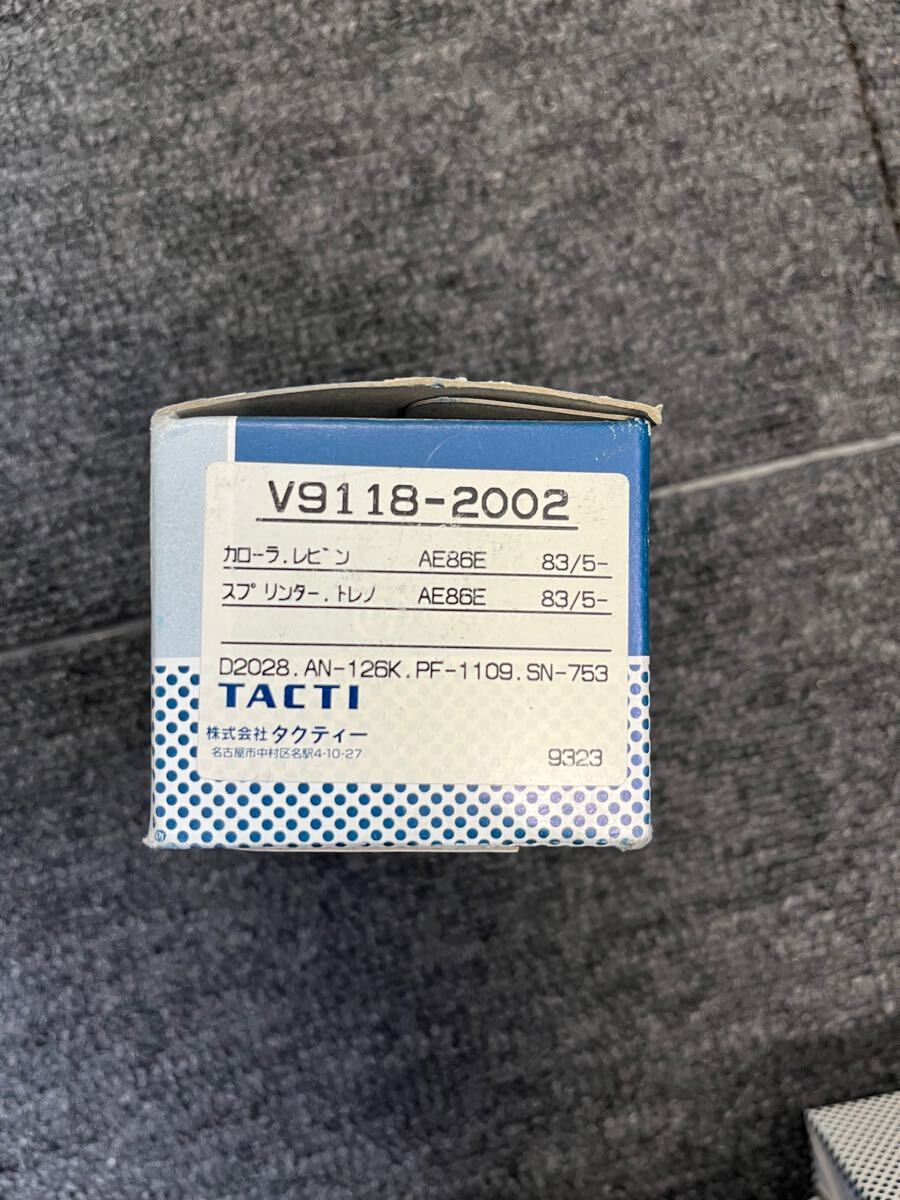 V9118-2002
カローラ.レビン AE86E 83/5-
スプリンター.トレノ AE86E 83/5-
D2028.AN-126K.PF-1109.SN-753
TACTI
株式会社タクティー
名古屋市中村区名駅4-10-27
9323